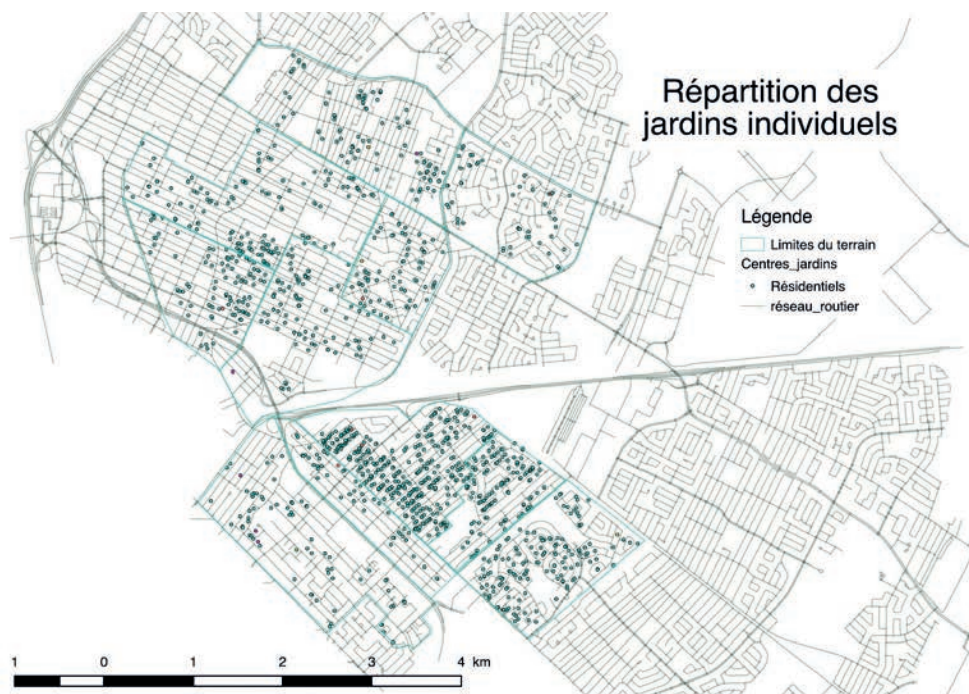 Répartition des
jardins individuels
Légende
Limites du terrain
Centres_jardins
Résidentiels
réseau_routier
1 0 1 2 3 4 km